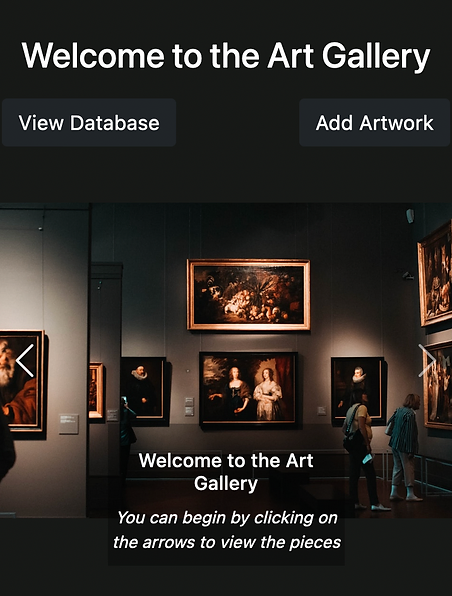 Welcome to the Art Gallery
View Database
Add Artwork
Welcome to the Art
Gallery
You can begin by clicking on
the arrows to view the pieces